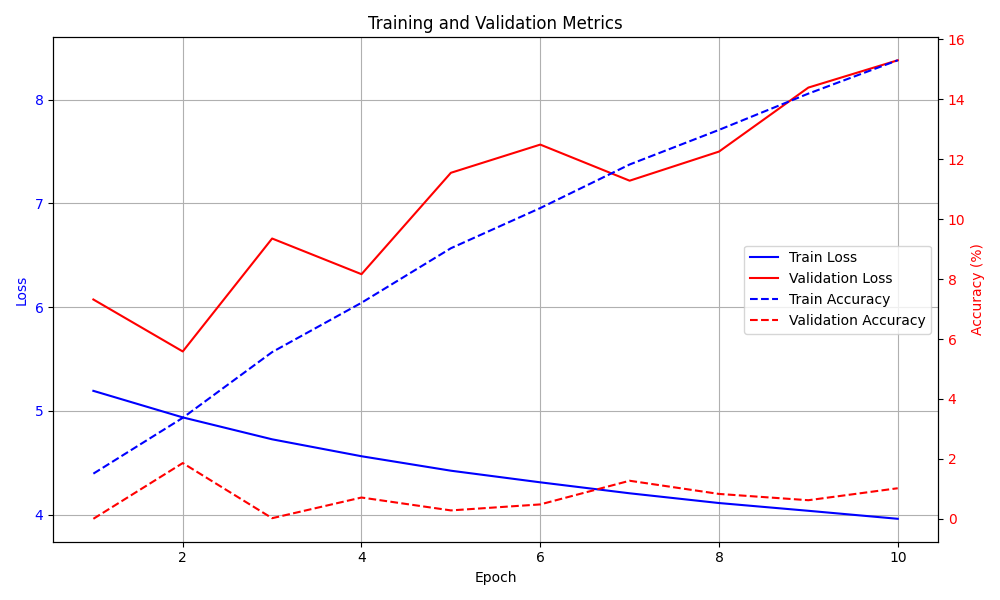 Training and Validation Metrics
Loss
8
7
6
5
4
16
14
12
10
8
6
4
2
0
Accuracy (%)
Train Loss
Validation Loss
Train Accuracy
Validation Accuracy
2
4
6
8
10
Epoch